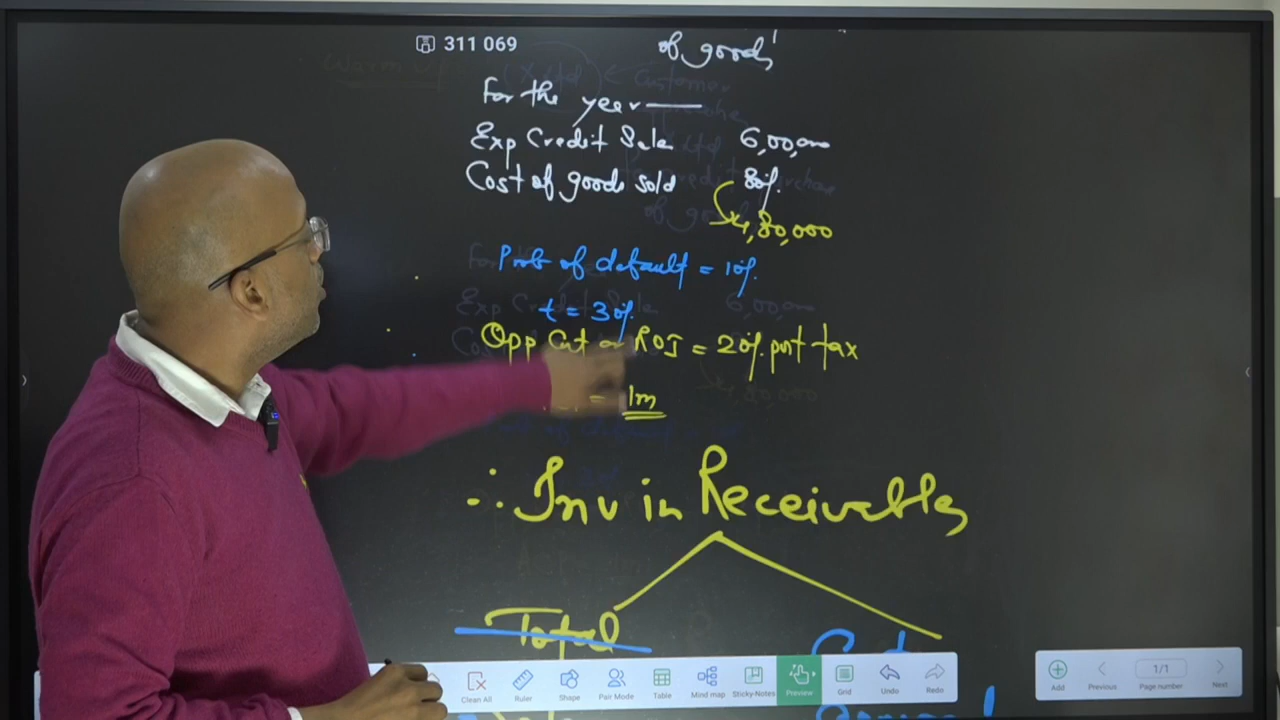 311 069
of goods
For the year
Exp Credit Sale 6,00,000
Cost of goods sold 80%.
4,80,000
Prob of default = 10%.
t = 30%.
Opp Cost or ROI = 20%. post tax
= 1m
∴ Inv in Receivables
Total
Clean All
Ruler
Shape
Pair Mode
Table
Mind map
Sticky-Notes
Preview
Grid
Undo
Redo
Add
Previous
1/1
Page number
Next